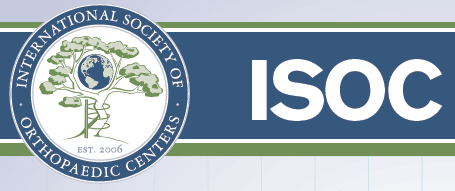 INTERNATIONAL SOCIETY OF
ORTHOPAEDIC CENTERS
EST. 2006
ISOC